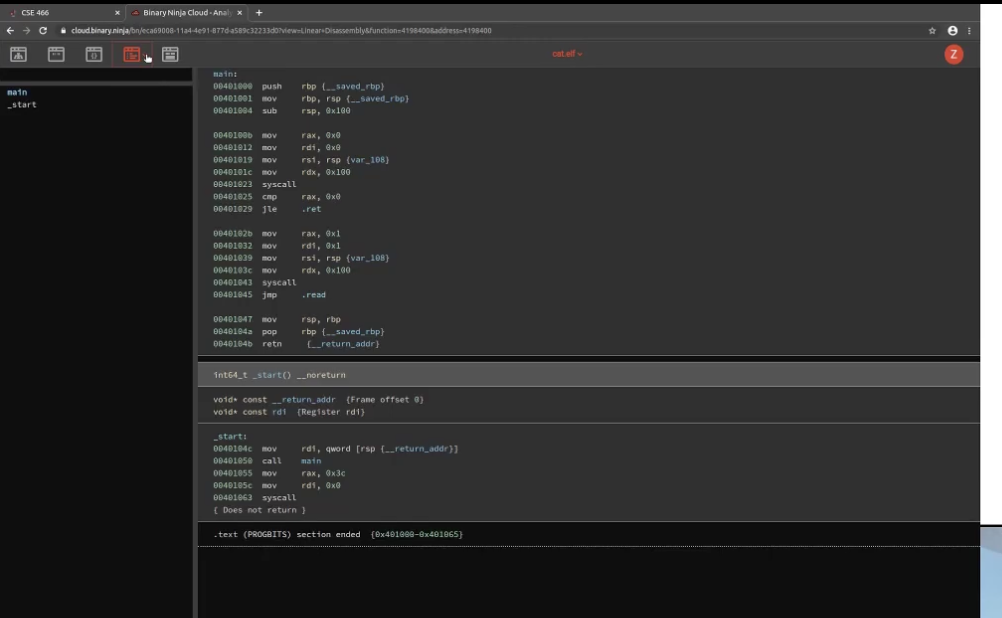 CSE 466
Binary Ninja Cloud - Analy
cloud.binary.ninja/bn/eca69008-11a4-4e91-877d-a589c32233d0?view=Linear+Disassembly&function=4198400&address=4198400
cat.elf
Z
main
_start
main:
00401000 push rbp {__saved_rbp}
00401001 mov rbp, rsp {__saved_rbp}
00401004 sub rsp, 0x100
0040100b mov rax, 0x0
00401012 mov rdi, 0x0
00401019 mov rsi, rsp {var_108}
0040101c mov rdx, 0x100
00401023 syscall
00401025 cmp rax, 0x0
00401029 jle .ret
0040102b mov rax, 0x1
00401032 mov rdi, 0x1
00401039 mov rsi, rsp {var_108}
0040103c mov rdx, 0x100
00401043 syscall
00401045 jmp .read
00401047 mov rsp, rbp
0040104a pop rbp {__saved_rbp}
0040104b retn {__return_addr}
int64_t _start() __noreturn
void* const __return_addr {Frame offset 0}
void* const rdi {Register rdi}
_start:
0040104c mov rdi, qword [rsp {__return_addr}]
00401050 call main
00401055 mov rax, 0x3c
0040105c mov rdi, 0x0
00401063 syscall
{ Does not return }
.text (PROGBITS) section ended {0x401000-0x401065}